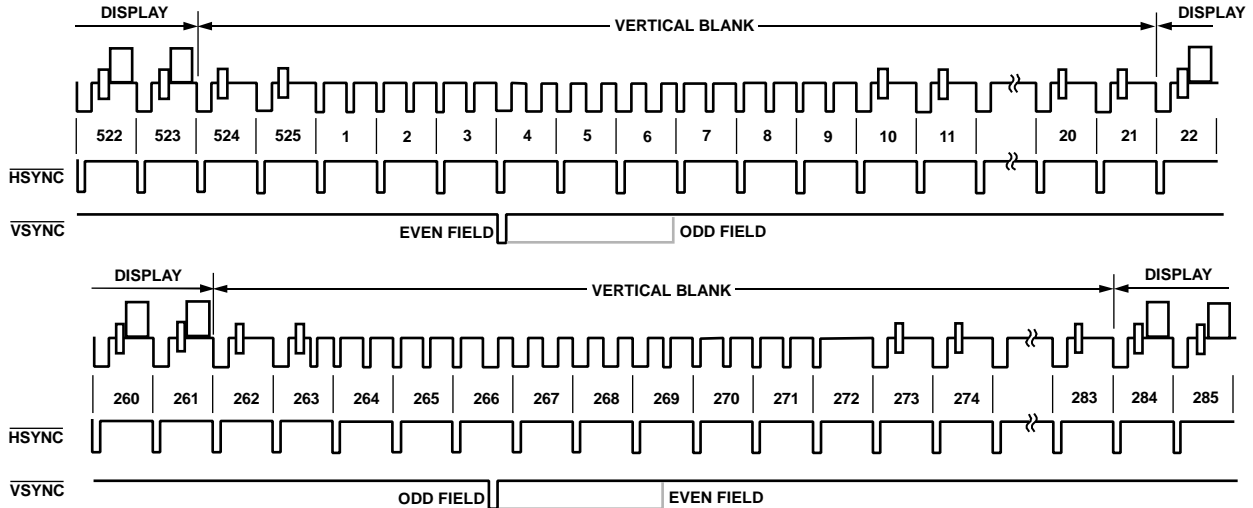 DISPLAY VERTICAL BLANK DISPLAY
522 523 524 525 1 2 3 4 5 6 7 8 9 10 11 20 21 22
HSYNC
VSYNC
EVEN FIELD ODD FIELD
DISPLAY VERTICAL BLANK DISPLAY
260 261 262 263 264 265 266 267 268 269 270 271 272 273 274 283 284 285
HSYNC
VSYNC
ODD FIELD EVEN FIELD